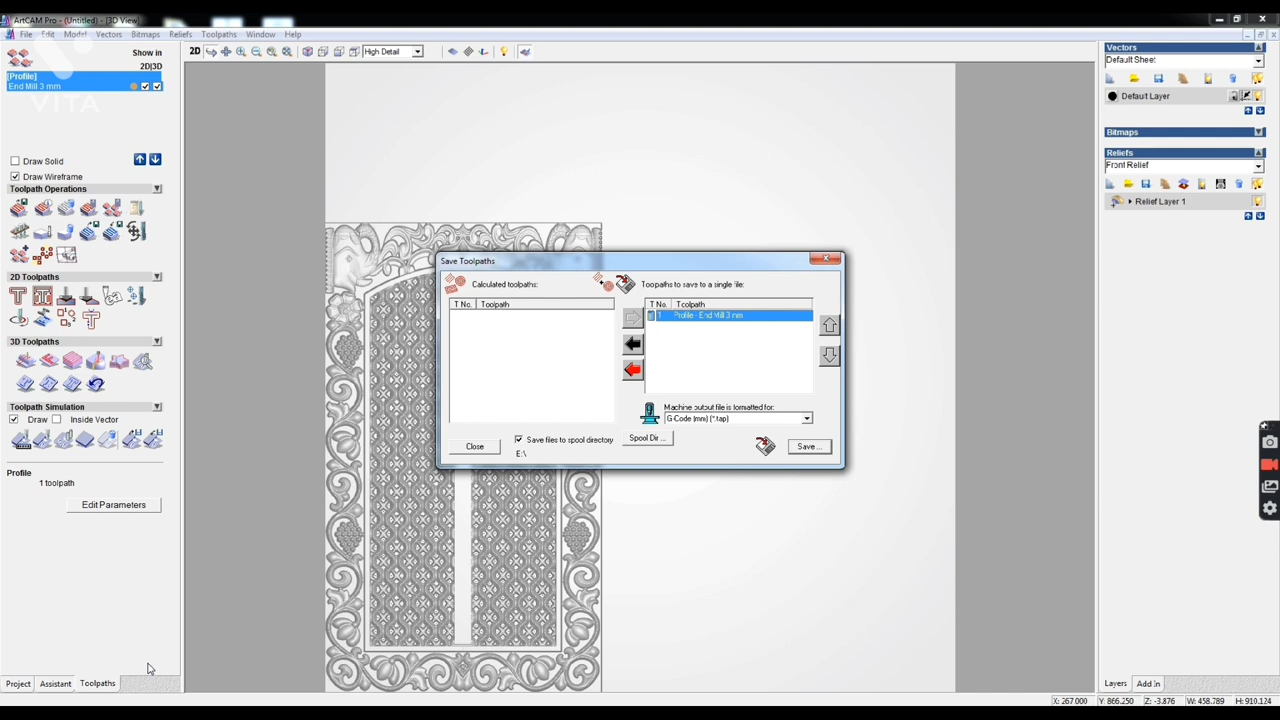 ArtCAM Pro - (Untitled) - [3D View]
File Edit Model Vectors Bitmaps Reliefs Toolpaths Window Help
Show in
2D|3D
[Profile]
End Mill 3 mm
VITA
Draw Solid
Draw Wireframe
Toolpath Operations
2D Toolpaths
3D Toolpaths
Toolpath Simulation
Draw Inside Vector
Profile
1 toolpath
Edit Parameters
Project Assistant Toolpaths
2D High Detail
Save Toolpaths
Calculated toolpaths:
T No. Toolpath
Toopaths to save to a single file:
T No. Toolpath
1 Profile - End Mill 3 mm
Machine output file is formatted for:
G-Code (mm) (*.tap)
Save files to spool directory
Spool Dir ...
E:\
Close
Save ...
Vectors
Default Sheet
Default Layer
Bitmaps
Reliefs
Front Relief
Relief Layer 1
Layers Add In
X: 267.000 Y: 866.250 Z: -3.876 W: 458.789 H: 910.124